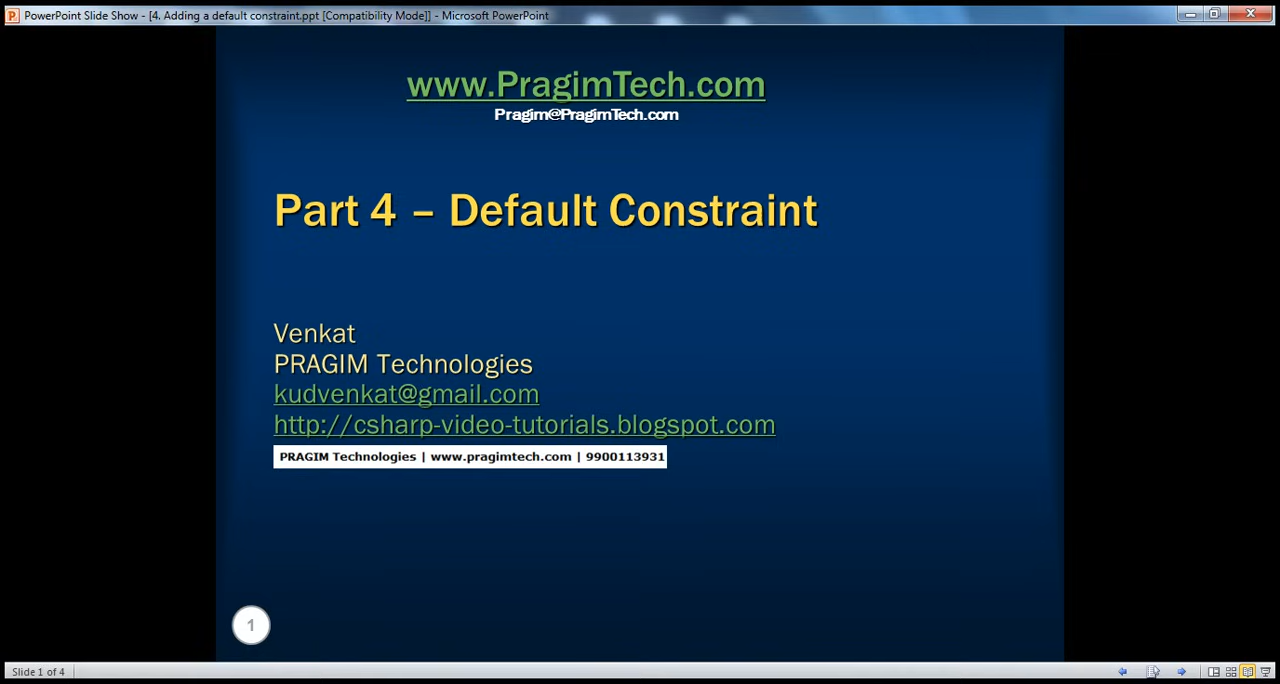 PowerPoint Slide Show - [4. Adding a default constraint.ppt [Compatibility Mode]] - Microsoft PowerPoint
www.PragimTech.com
Pragim@PragimTech.com
Part 4 – Default Constraint
Venkat
PRAGIM Technologies
kudvenkat@gmail.com
http://csharp-video-tutorials.blogspot.com
PRAGIM Technologies | www.pragimtech.com | 9900113931
1
Slide 1 of 4